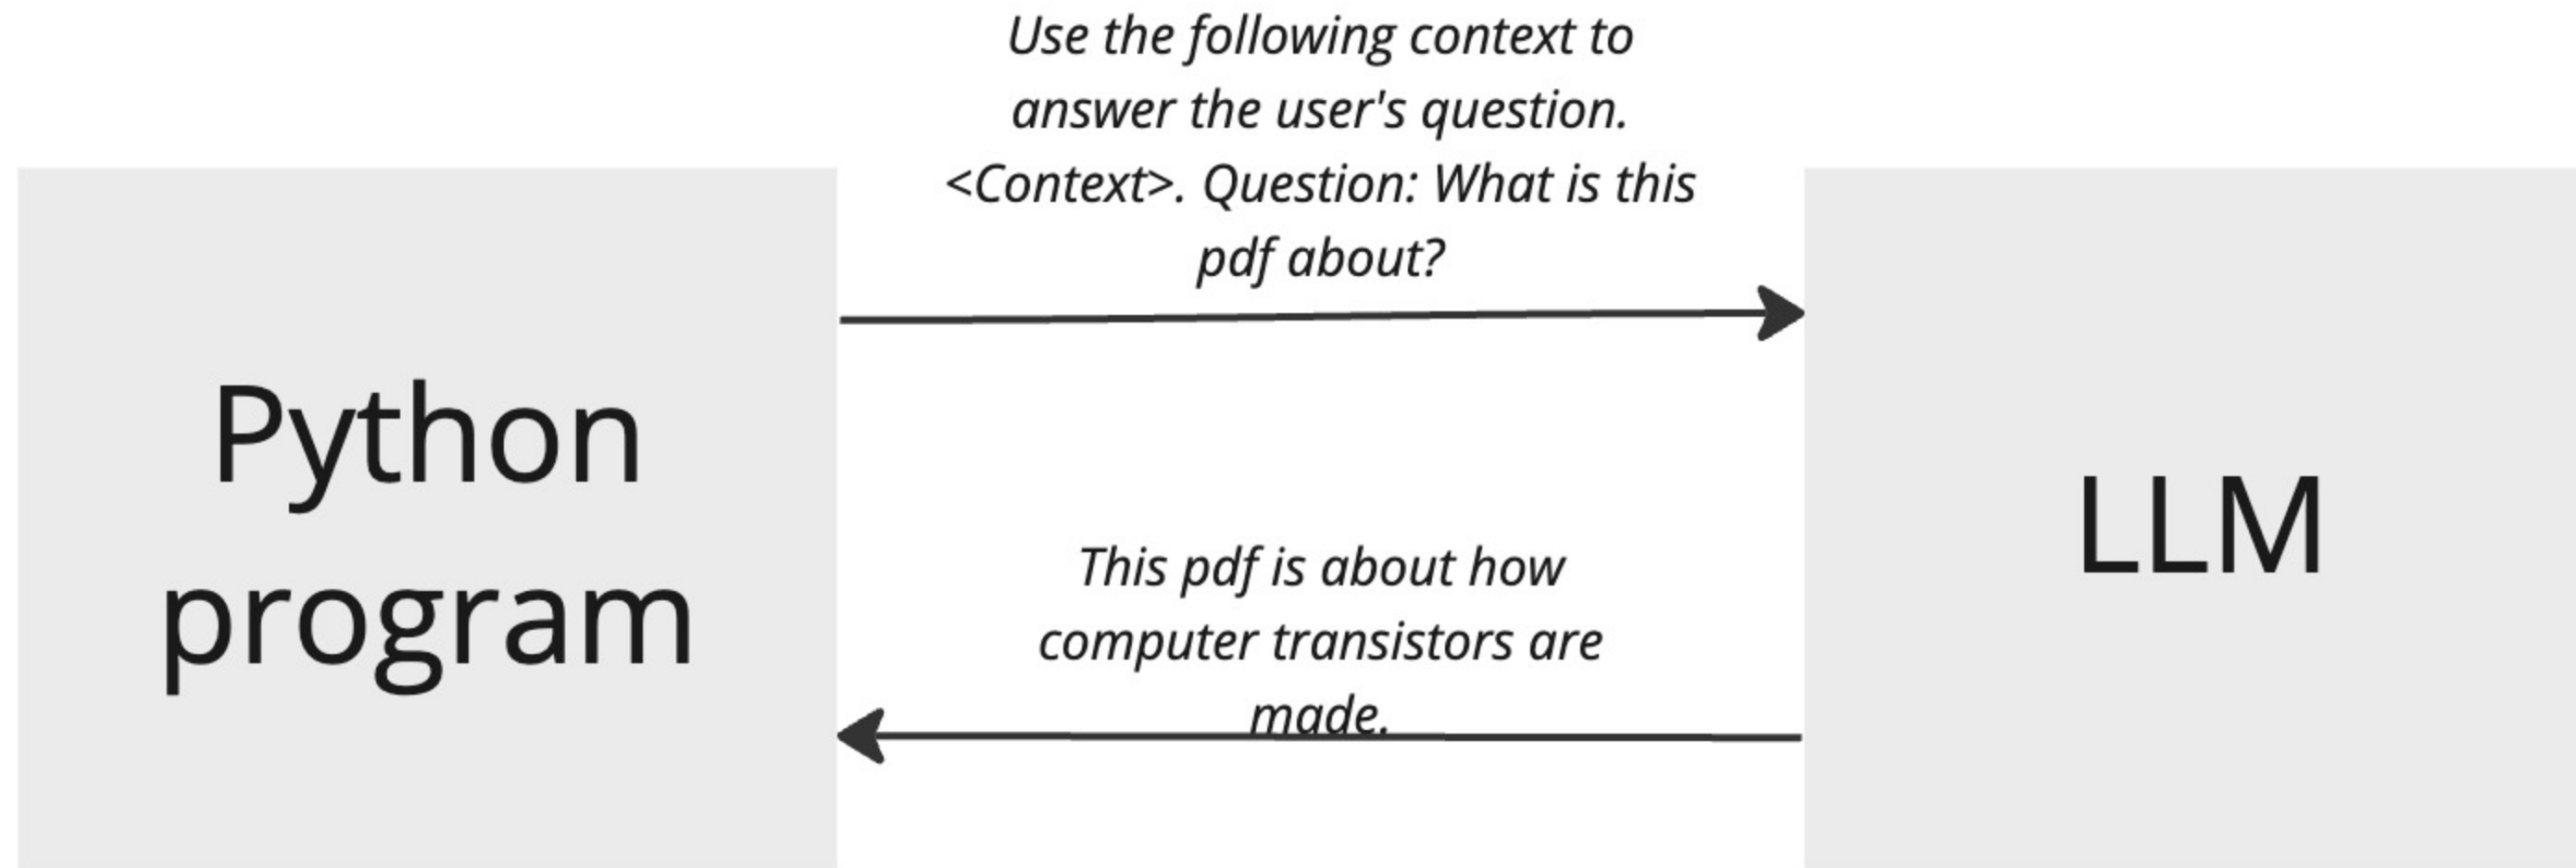 Use the following context to
answer the user's question.
<Context>. Question: What is this
pdf about?
Python
program
LLM
This pdf is about how
computer transistors are
made.